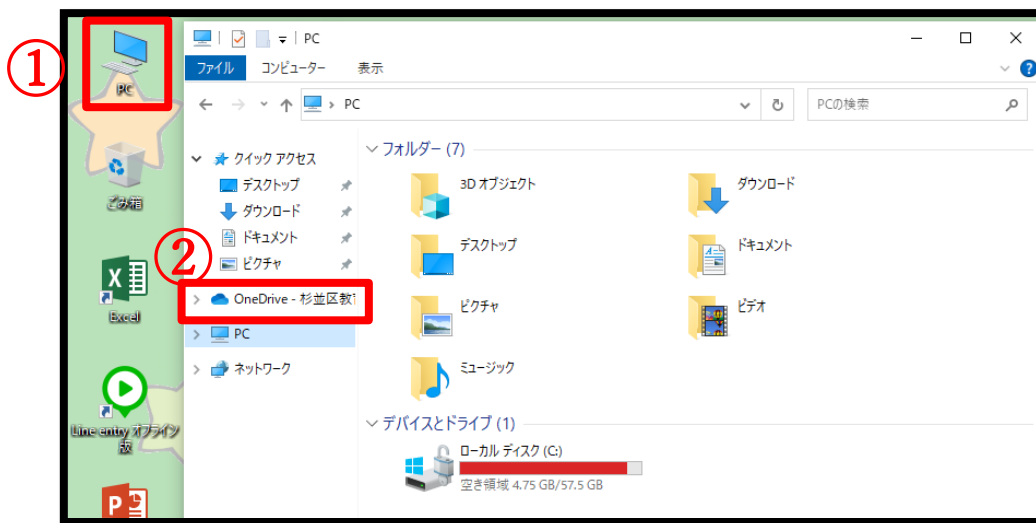 ①
PC
ごみ箱
②
Excel
Line entry オフライン
版
PC
ファイル
コンピューター
表示
PC
PCの検索
クイック アクセス
デスクトップ
ダウンロード
ドキュメント
ピクチャ
OneDrive - 杉並区教
PC
ネットワーク
フォルダー (7)
3D オブジェクト
ダウンロード
デスクトップ
ドキュメント
ピクチャ
ビデオ
ミュージック
デバイスとドライブ (1)
ローカル ディスク (C:)
空き領域 4.75 GB/57.5 GB